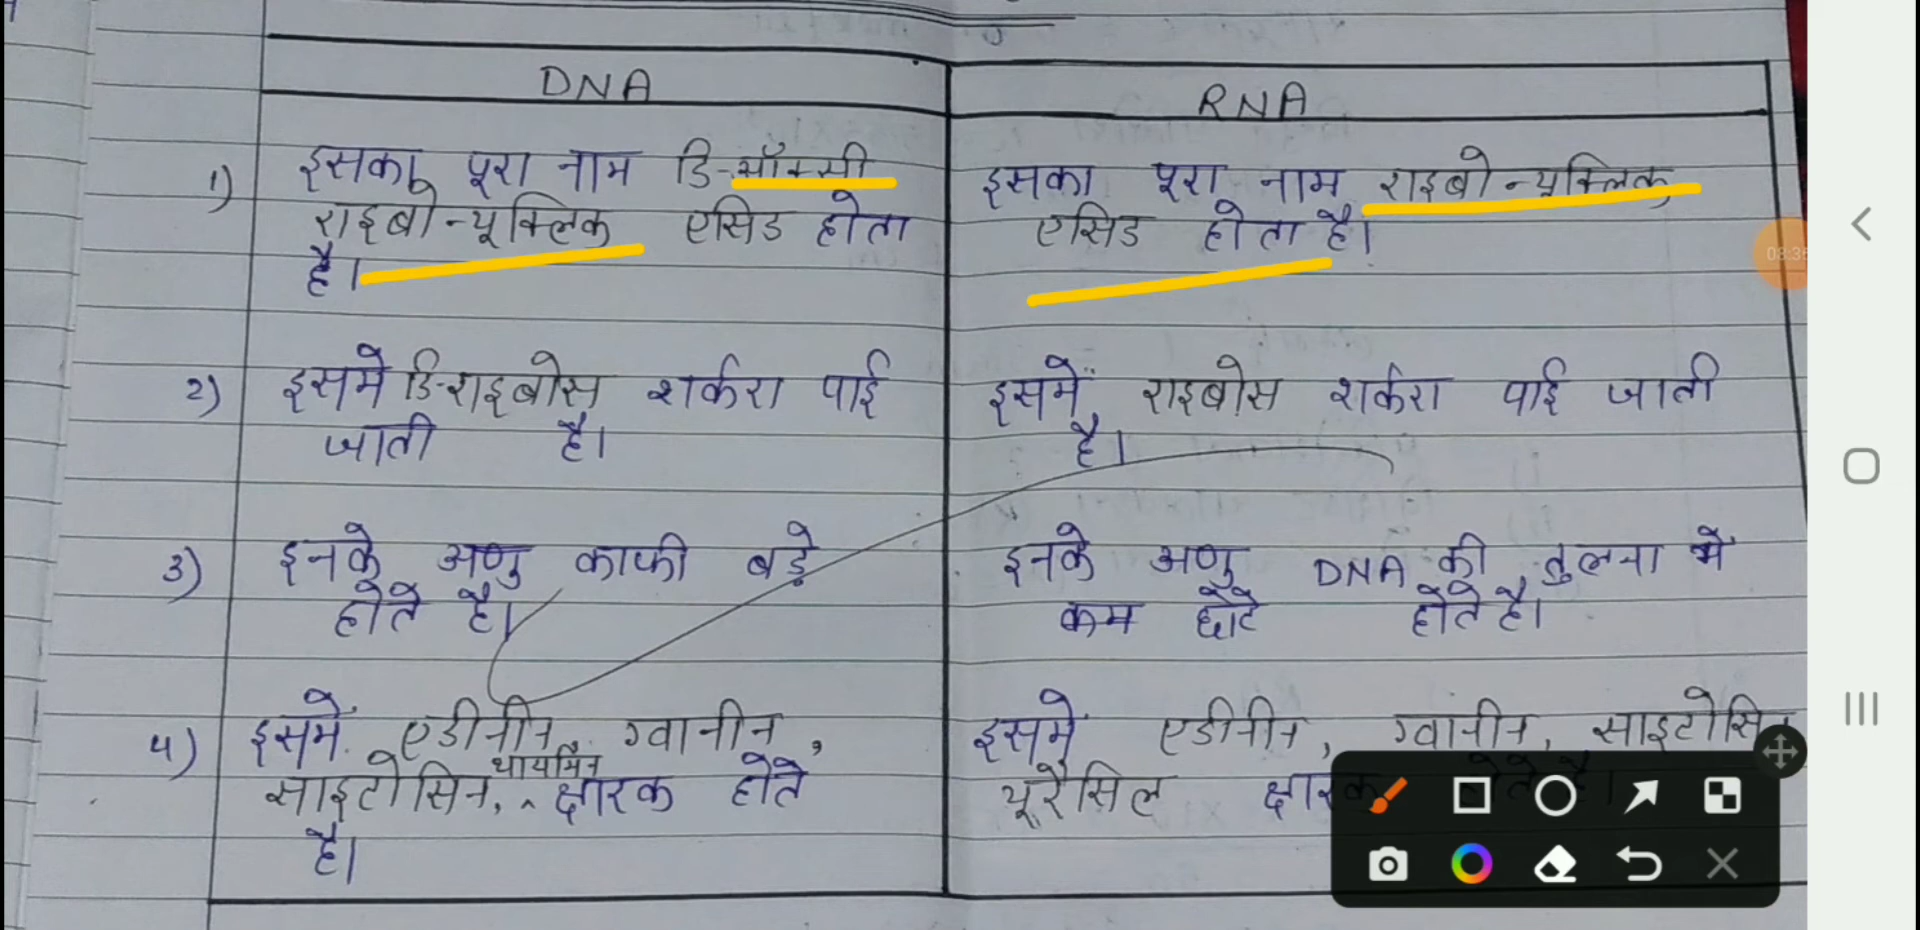 DNA
RNA
1) इसका पूरा नाम डि-ऑक्सी
राइबो-न्यूक्लिक एसिड होता
है।
इसका पूरा नाम राइबो-न्यूक्लिक
एसिड होता है।
2) इसमे डि-राइबोस शर्करा पाई
जाती है।
इसमें राइबोस शर्करा पाई जाती
है।
3) इनके अणु काफी बड़े
होते है।
इनके अणु DNA की तुलना में
कम छोटे होते है।
4) इसमें एडीनीन, ग्वानीन,
थायमिन
साइटोसिन, ^ क्षारक होते
है।
इसमे एडीनीन, ग्वानीन, साइटोसिन
यूरैसिल क्षारक होते है।